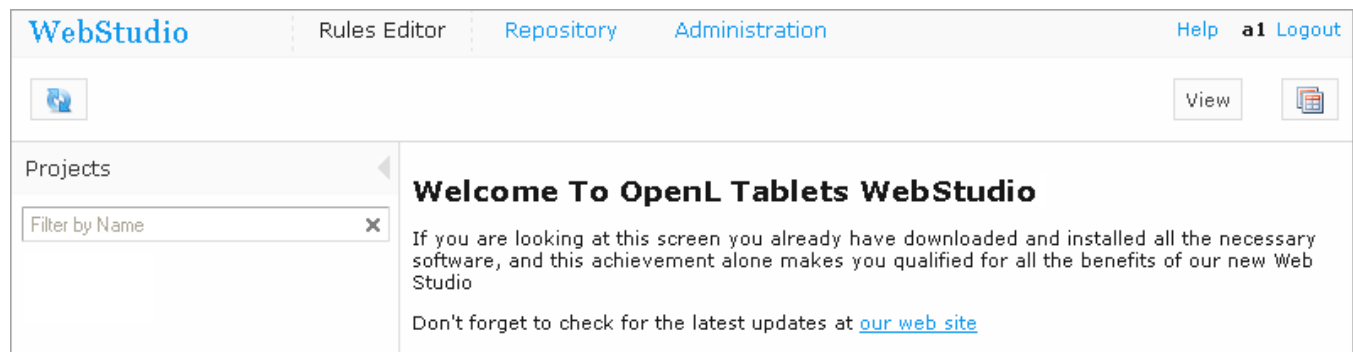 WebStudio Rules Editor Repository Administration Help a1 Logout
View
Projects
Filter by Name
Welcome To OpenL Tablets WebStudio
If you are looking at this screen you already have downloaded and installed all the necessary
software, and this achievement alone makes you qualified for all the benefits of our new Web
Studio
Don't forget to check for the latest updates at our web site